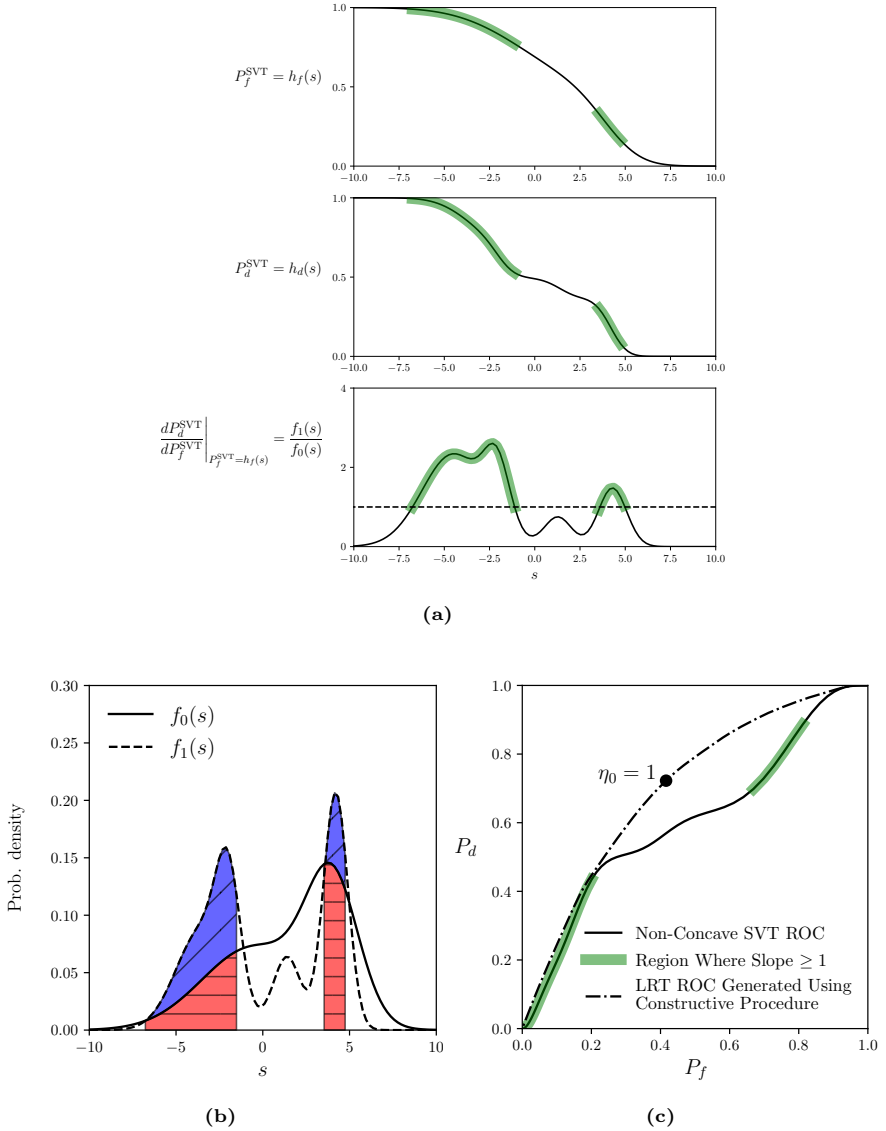 1.0
P_f^SVT = h_f(s)
0.5
0.0
−10.0 −7.5 −5.0 −2.5 0.0 2.5 5.0 7.5 10.0
1.0
P_d^SVT = h_d(s)
0.5
0.0
−10.0 −7.5 −5.0 −2.5 0.0 2.5 5.0 7.5 10.0
4
dP_d^SVT / dP_f^SVT |_{P_f^SVT = h_f(s)} = f_1(s) / f_0(s)
2
0
−10.0 −7.5 −5.0 −2.5 0.0 2.5 5.0 7.5 10.0
s
(a)
0.30
f_0(s)
f_1(s)
0.25
0.20
0.15
0.10
0.05
0.00
Prob. density
−10 −5 0 5 10
s
(b)
1.0
0.8
η_0 = 1
0.6
P_d
0.4
0.2
0.0
Non-Concave SVT ROC
Region Where Slope ≥ 1
LRT ROC Generated Using
Constructive Procedure
0.0 0.2 0.4 0.6 0.8 1.0
P_f
(c)